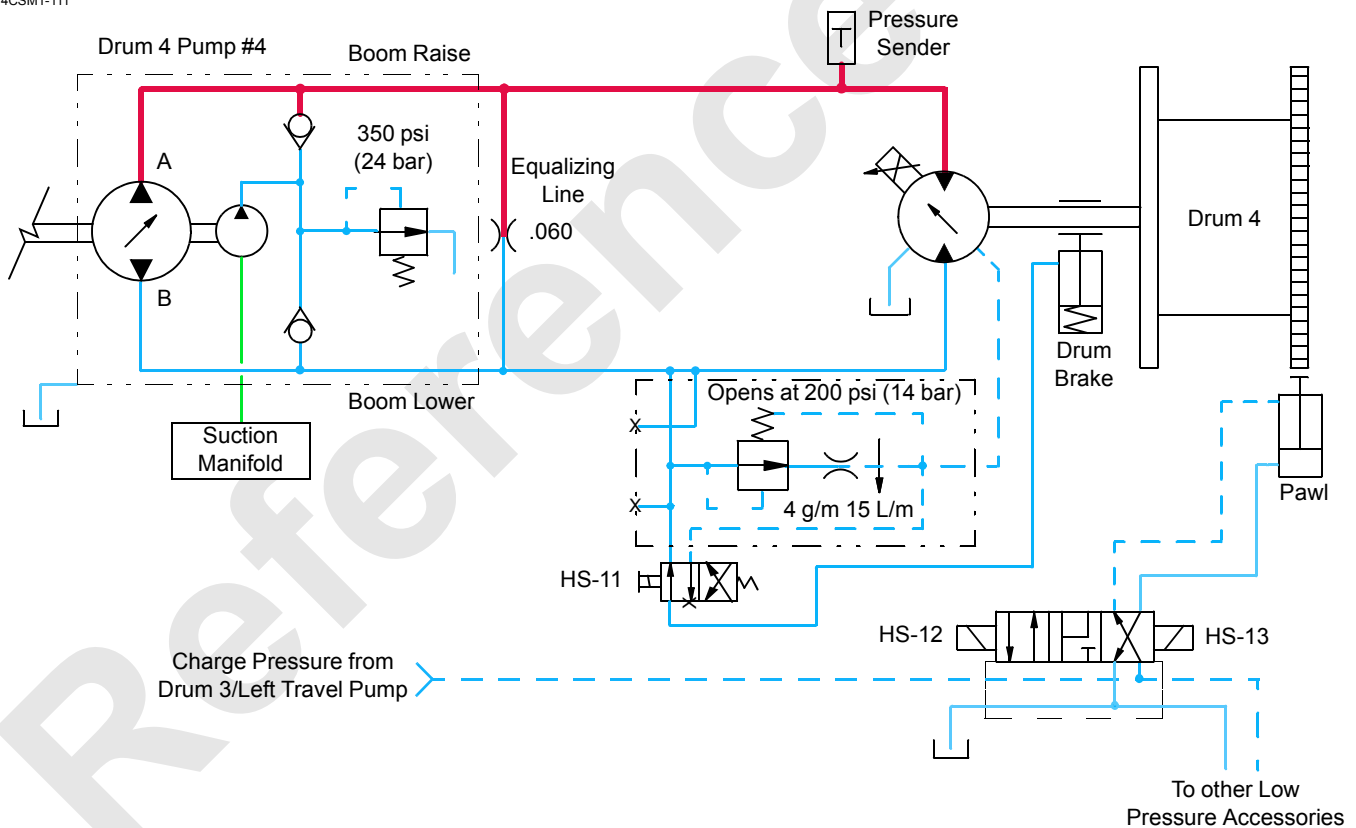 4CSM1-111
Pressure
Sender
Drum 4 Pump #4
Boom Raise
350 psi
(24 bar)
A
Equalizing
Line
.060
B
Drum 4
Drum
Brake
Boom Lower
Opens at 200 psi (14 bar)
Suction
Manifold
4 g/m 15 L/m
Pawl
HS-11
HS-12
HS-13
Charge Pressure from
Drum 3/Left Travel Pump
To other Low
Pressure Accessories
Reference